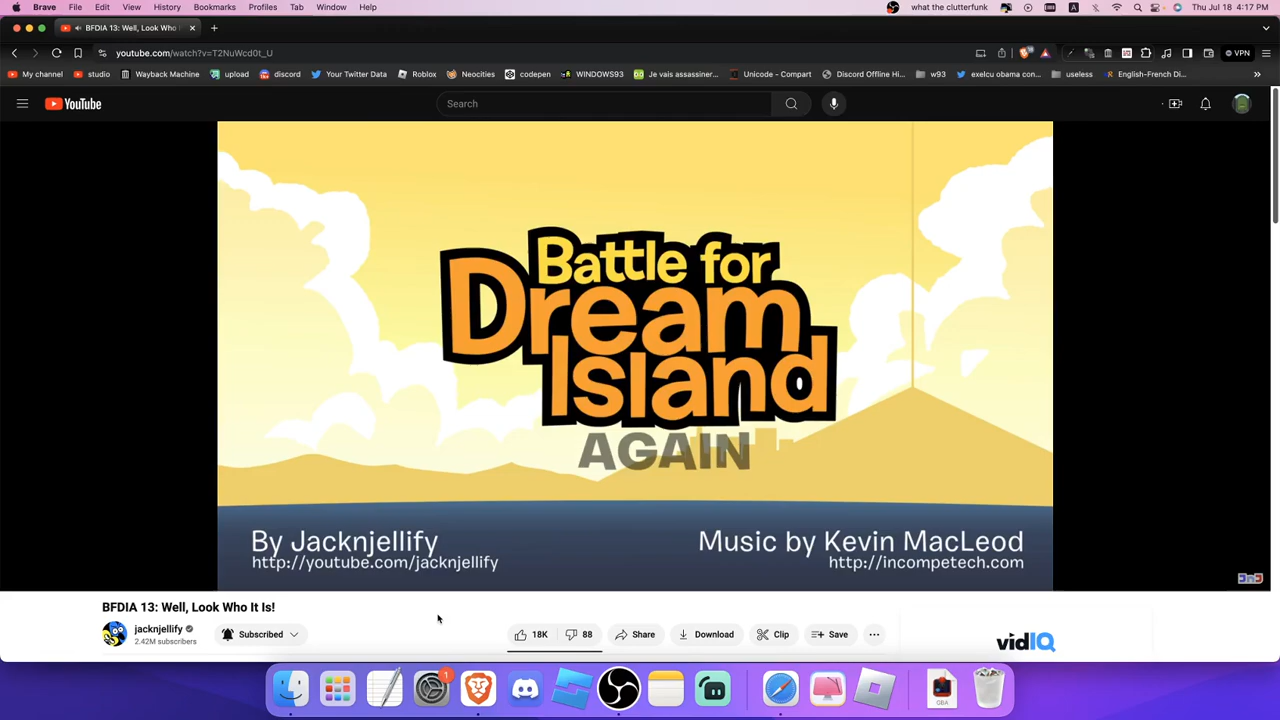 Brave File Edit View History Bookmarks Profiles Tab Window Help what the clutterfunk A Thu Jul 18 4:17 PM
BFDIA 13: Well, Look Who I
youtube.com/watch?v=T2NuWcd0t_U VPN
My channel studio Wayback Machine upload discord Your Twitter Data Roblox Neocities codepen WINDOWS93 Je vais assassiner... Unicode - Compart Discord Offline Hi... w93 exelcu obama con... useless English-French Di...
YouTube Search
Battle for
Dream
Island
AGAIN
By Jacknjellify Music by Kevin MacLeod
http://youtube.com/jacknjellify http://incompetech.com
BFDIA 13: Well, Look Who It Is!
jacknjellify
2.42M subscribers
Subscribed 18K 88 Share Download Clip Save
vidIQ
1
GBA